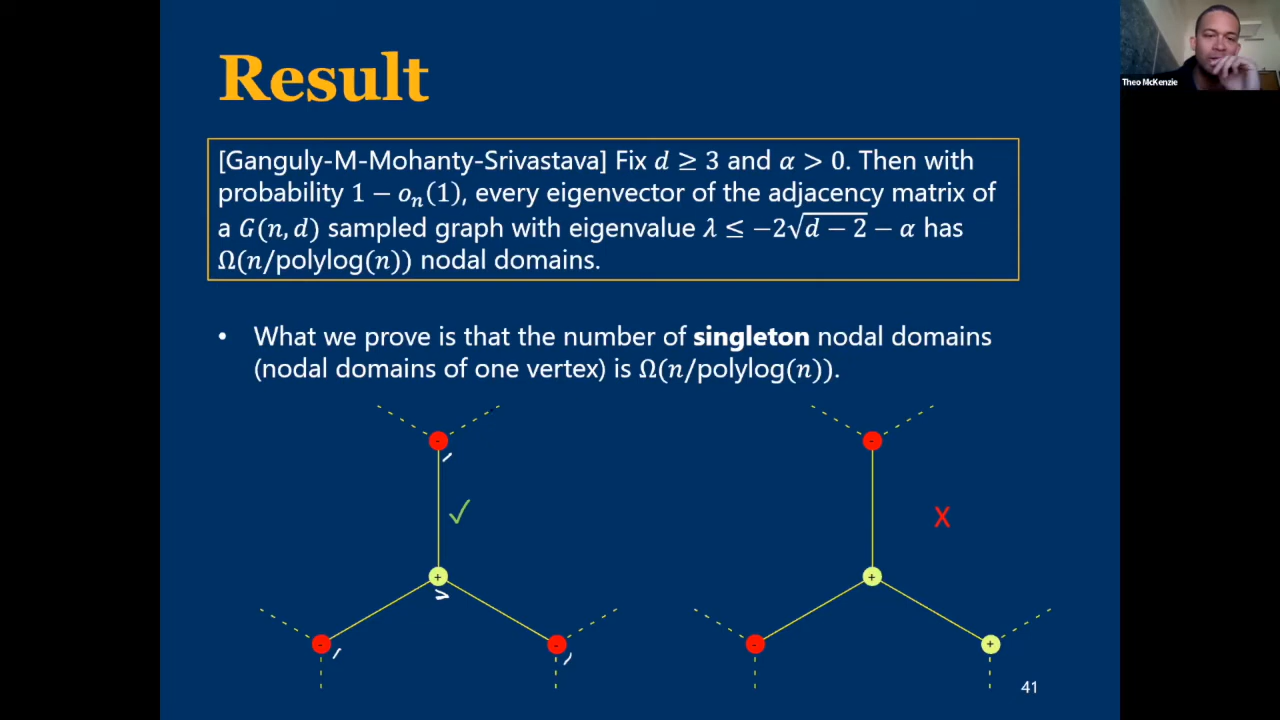 Result
Theo McKenzie
[Ganguly-M-Mohanty-Srivastava] Fix d ≥ 3 and α > 0. Then with
probability 1 − oₙ(1), every eigenvector of the adjacency matrix of
a G(n, d) sampled graph with eigenvalue λ ≤ −2√(d − 2) − α has
Ω(n/polylog(n)) nodal domains.
• What we prove is that the number of singleton nodal domains
(nodal domains of one vertex) is Ω(n/polylog(n)).
-
-
✓
X
+
+
-
-
-
+
41